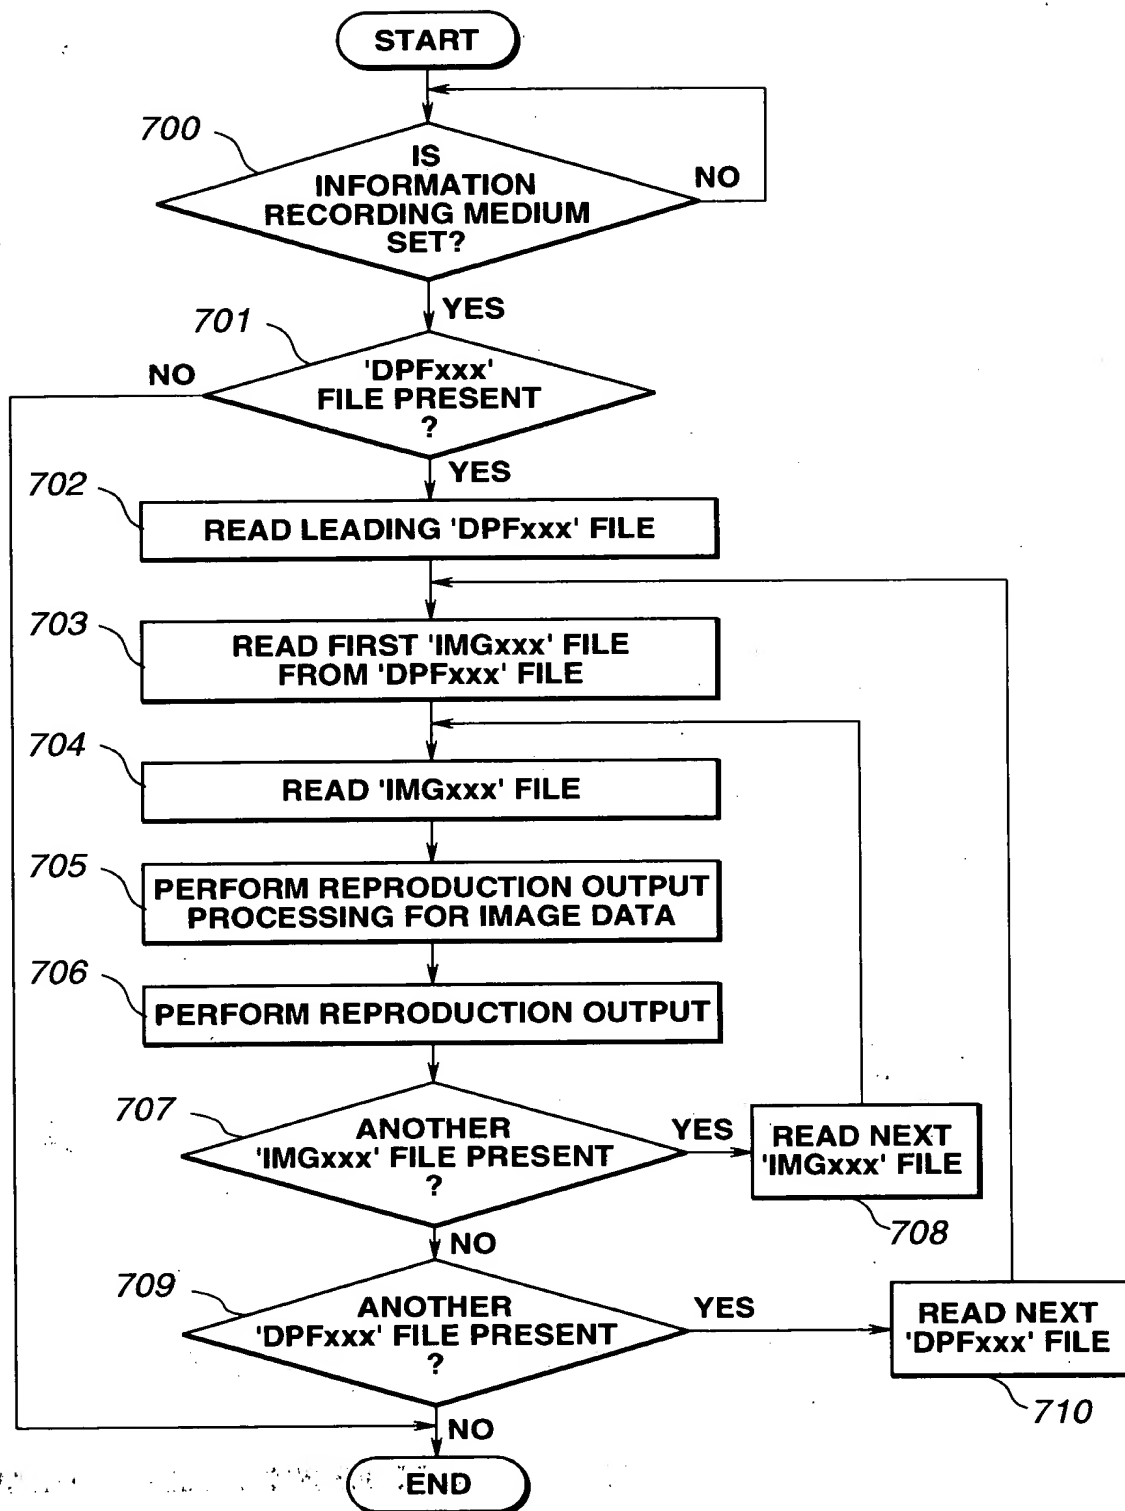 START
700
IS
INFORMATION
RECORDING MEDIUM
SET?
NO
YES
701
'DPFxxx'
FILE PRESENT
?
NO
YES
702
READ LEADING 'DPFxxx' FILE
703
READ FIRST 'IMGxxx' FILE
FROM 'DPFxxx' FILE
704
READ 'IMGxxx' FILE
705
PERFORM REPRODUCTION OUTPUT
PROCESSING FOR IMAGE DATA
706
PERFORM REPRODUCTION OUTPUT
707
ANOTHER
'IMGxxx' FILE PRESENT
?
YES
READ NEXT
'IMGxxx' FILE
708
NO
709
ANOTHER
'DPFxxx' FILE PRESENT
?
YES
READ NEXT
'DPFxxx' FILE
710
NO
END